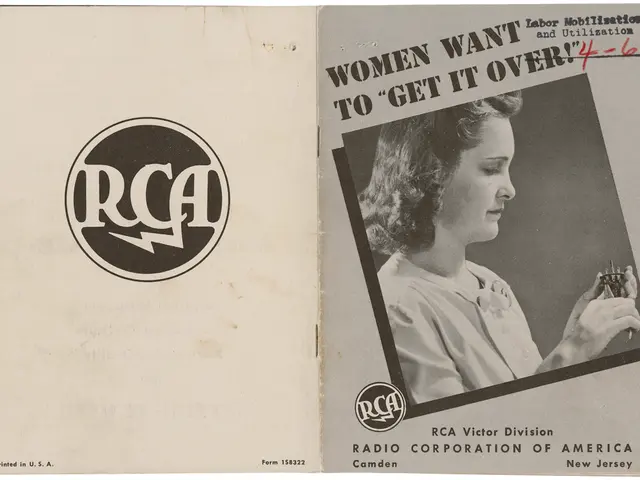 RCA
Printed in U. S. A.
Form 1S8322
WOMEN WANT
TO "GET IT OVER!"
Labor Mobilization
and Utilization
4-6
RCA
RCA Victor Division
RADIO CORPORATION OF AMERICA
Camden
New Jersey